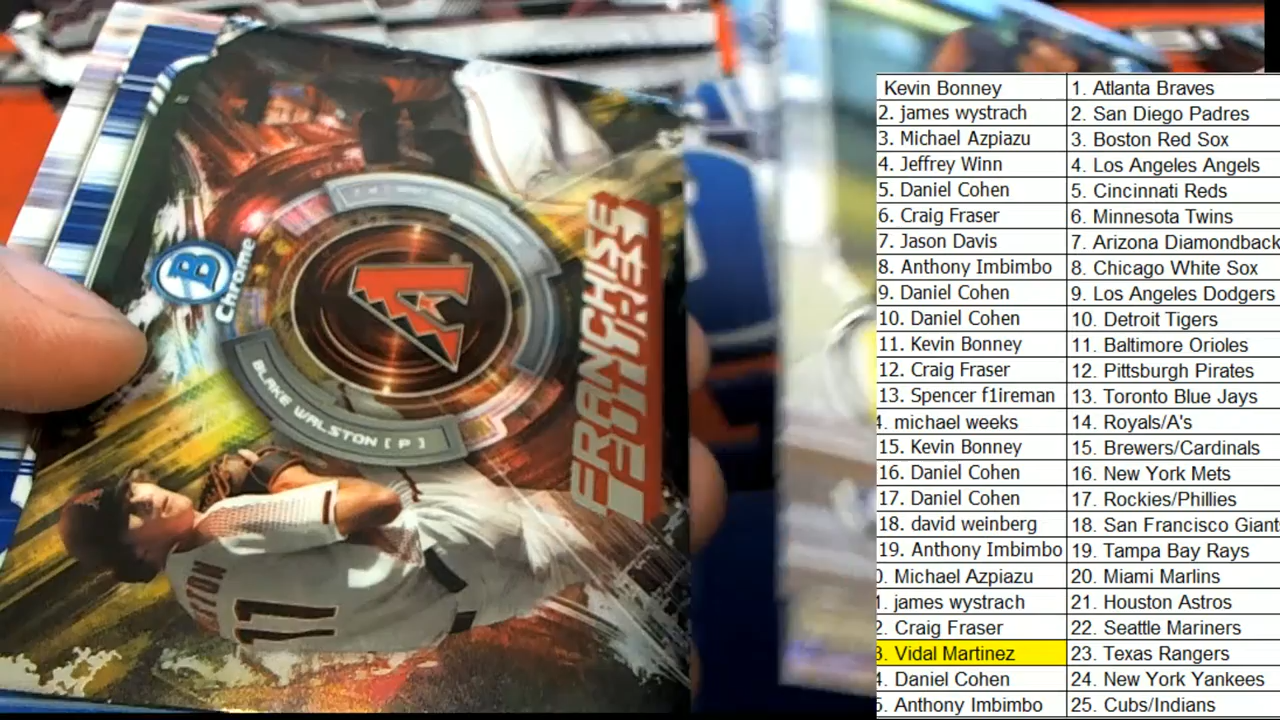 B
Chrome
FRANCHISE
FUTURES
BLAKE WALSTON [ P ]
11
Kevin Bonney 1. Atlanta Braves
2. james wystrach 2. San Diego Padres
3. Michael Azpiazu 3. Boston Red Sox
4. Jeffrey Winn 4. Los Angeles Angels
5. Daniel Cohen 5. Cincinnati Reds
6. Craig Fraser 6. Minnesota Twins
7. Jason Davis 7. Arizona Diamondback
8. Anthony Imbimbo 8. Chicago White Sox
9. Daniel Cohen 9. Los Angeles Dodgers
10. Daniel Cohen 10. Detroit Tigers
11. Kevin Bonney 11. Baltimore Orioles
12. Craig Fraser 12. Pittsburgh Pirates
13. Spencer f1ireman 13. Toronto Blue Jays
4. michael weeks 14. Royals/A's
15. Kevin Bonney 15. Brewers/Cardinals
16. Daniel Cohen 16. New York Mets
17. Daniel Cohen 17. Rockies/Phillies
18. david weinberg 18. San Francisco Giant
19. Anthony Imbimbo 19. Tampa Bay Rays
0. Michael Azpiazu 20. Miami Marlins
1. james wystrach 21. Houston Astros
2. Craig Fraser 22. Seattle Mariners
3. Vidal Martinez 23. Texas Rangers
4. Daniel Cohen 24. New York Yankees
5. Anthony Imbimbo 25. Cubs/Indians